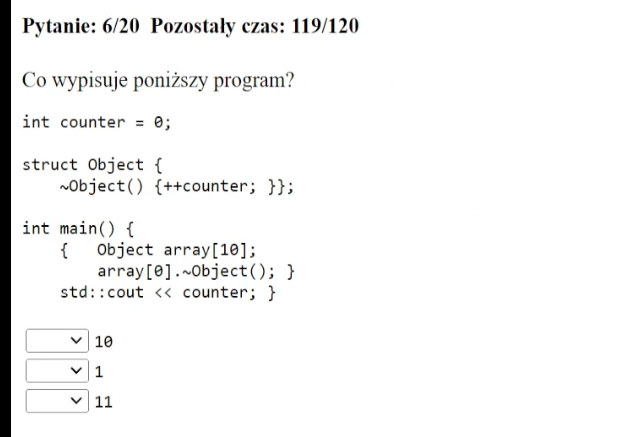 Pytanie: 6/20 Pozostały czas: 119/120
Co wypisuje poniższy program?
int counter = 0;
struct Object {
~Object() {++counter; }};
int main() {
{ Object array[10];
array[0].~Object(); }
std::cout << counter; }
10
1
11